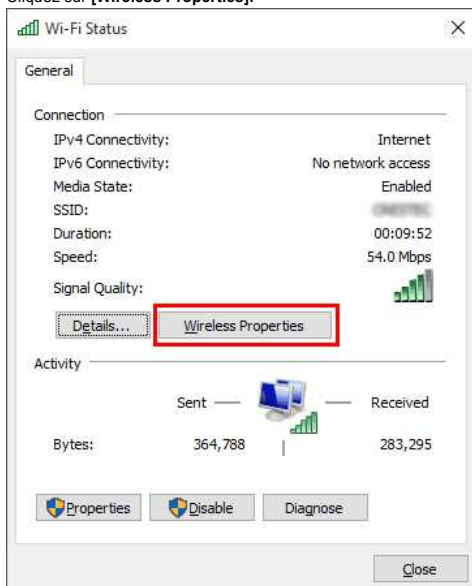 Cliquez sur [Wireless Properties].
Wi-Fi Status
General
Connection
IPv4 Connectivity: Internet
IPv6 Connectivity: No network access
Media State: Enabled
SSID:
Duration: 00:09:52
Speed: 54.0 Mbps
Signal Quality:
Details... Wireless Properties
Activity
Sent Received
Bytes: 364,788 283,295
Properties Disable Diagnose
Close